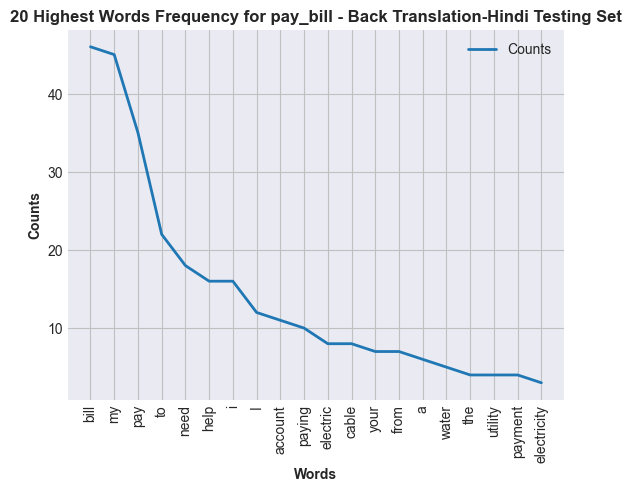 20 Highest Words Frequency for pay_bill - Back Translation-Hindi Testing Set
Counts
Counts
40
30
20
10
bill
my
pay
to
need
help
i
I
account
paying
electric
cable
your
from
a
water
the
utility
payment
electricity
Words